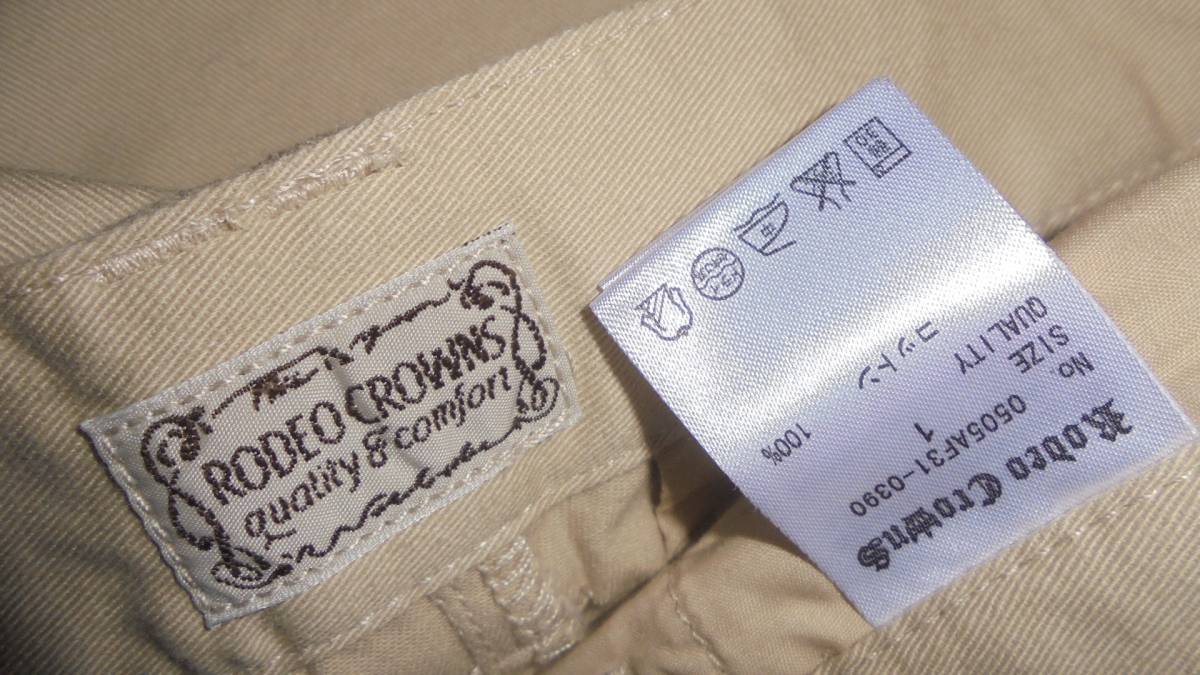 RODEO CROWNS
quality & comfort
Rodeo Crowns
No. 0505AF31-0390
SIZE 1
QUALITY
コットン 100%